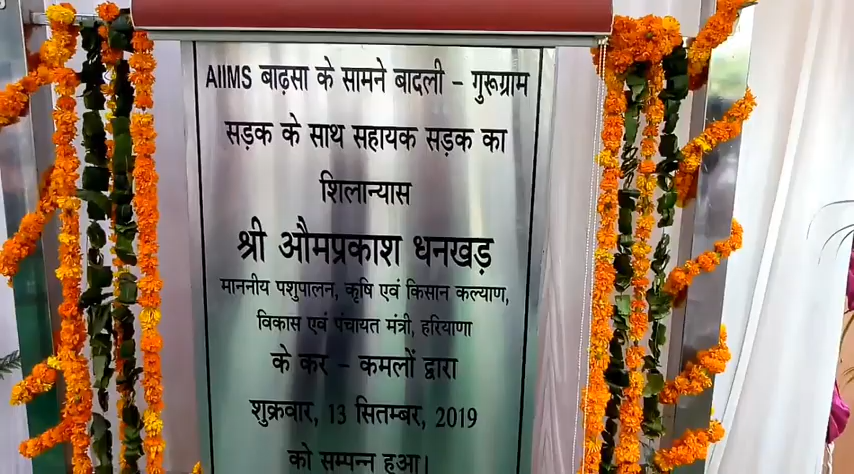 AIIMS बाढ़सा के सामने बादली – गुरूग्राम
सड़क के साथ सहायक सड़क का
शिलान्यास
श्री औमप्रकाश धनखड़
माननीय पशुपालन, कृषि एवं किसान कल्याण,
विकास एवं पंचायत मंत्री, हरियाणा
के कर – कमलों द्वारा
शुक्रवार, 13 सितम्बर, 2019
को सम्पन्न हुआ।